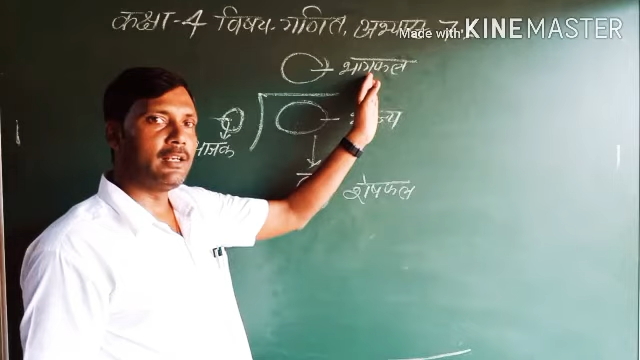 कक्षा-4 विषय-गणित, अभ्यास
Made with KINEMASTER
भागफल
भाजक
शेषफल